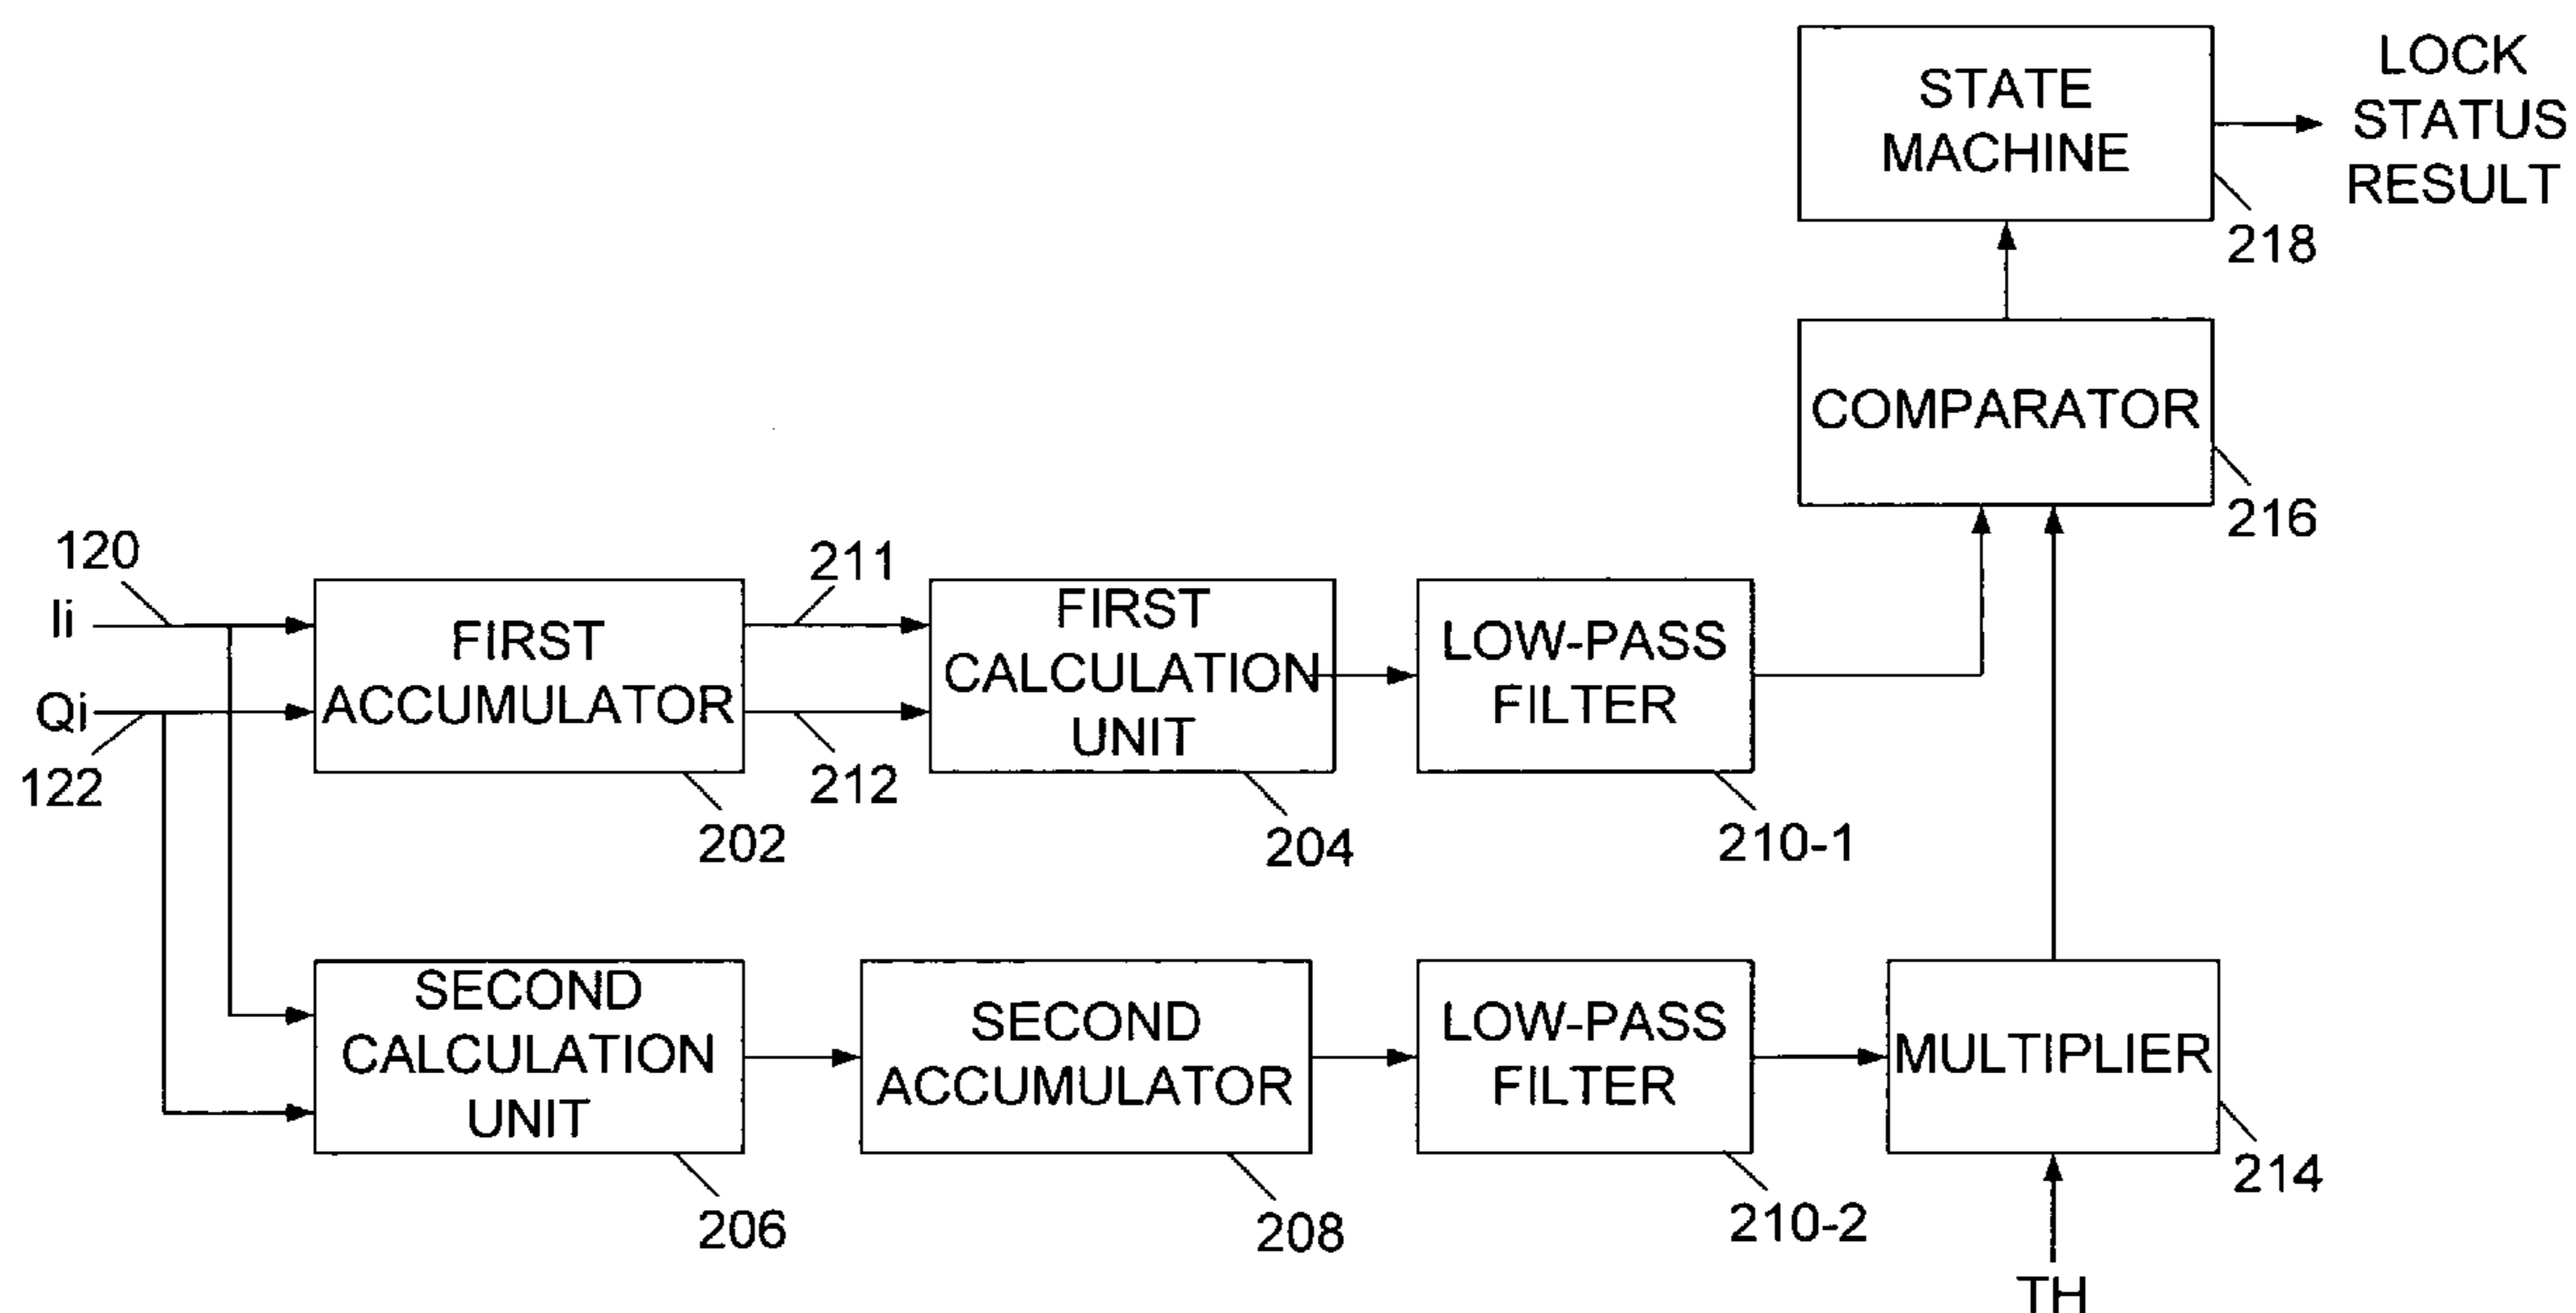 STATE
MACHINE
LOCK
STATUS
RESULT
218
COMPARATOR
216
120
Ii
Qi
122
FIRST
ACCUMULATOR
202
211
212
FIRST
CALCULATION
UNIT
204
LOW-PASS
FILTER
210-1
SECOND
CALCULATION
UNIT
206
SECOND
ACCUMULATOR
208
LOW-PASS
FILTER
210-2
MULTIPLIER
214
TH